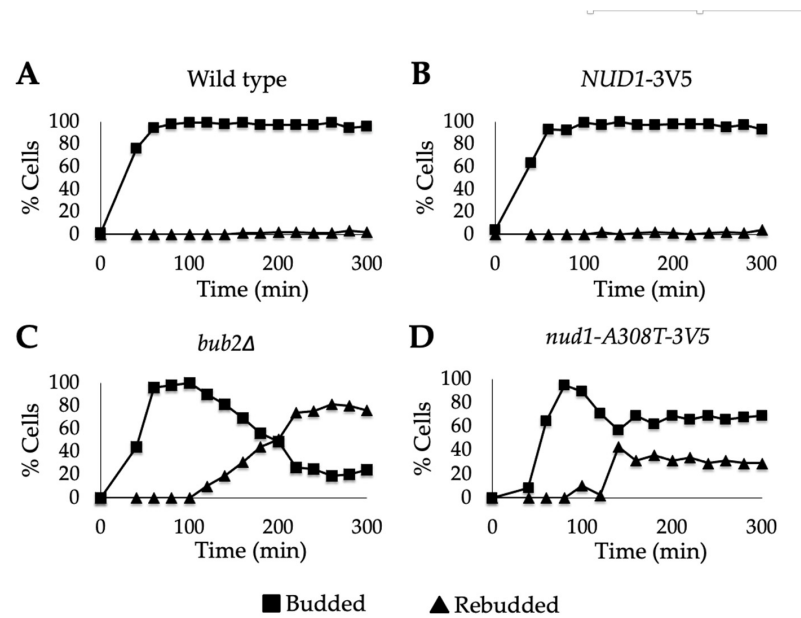 A
Wild type
% Cells
100
80
60
40
20
0
0
100
200
300
Time (min)
B
NUD1-3V5
% Cells
100
80
60
40
20
0
0
100
200
300
Time (min)
C
bub2Δ
% Cells
100
80
60
40
20
0
0
100
200
300
Time (min)
D
nud1-A308T-3V5
% Cells
100
80
60
40
20
0
0
100
200
300
Time (min)
Budded
Rebudded